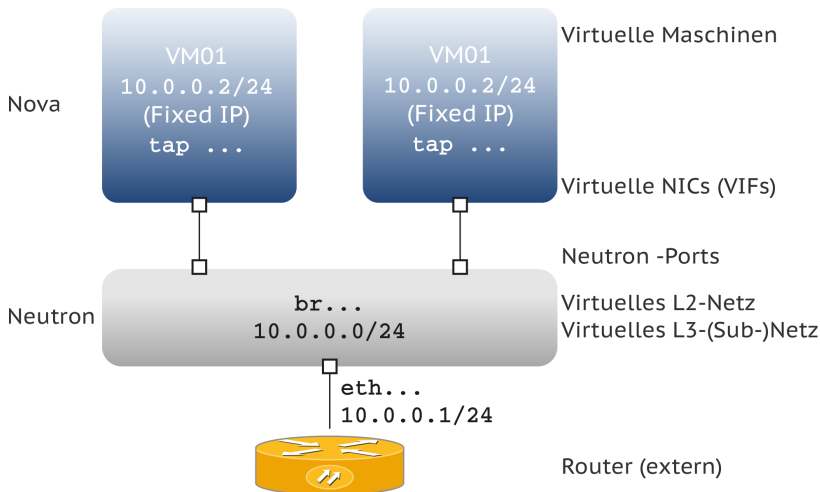 Virtuelle Maschinen
VM01
10.0.0.2/24
(Fixed IP)
tap ...
VM01
10.0.0.2/24
(Fixed IP)
tap ...
Nova
Virtuelle NICs (VIFs)
Neutron -Ports
Neutron
br...
10.0.0.0/24
Virtuelles L2-Netz
Virtuelles L3-(Sub-)Netz
eth...
10.0.0.1/24
Router (extern)